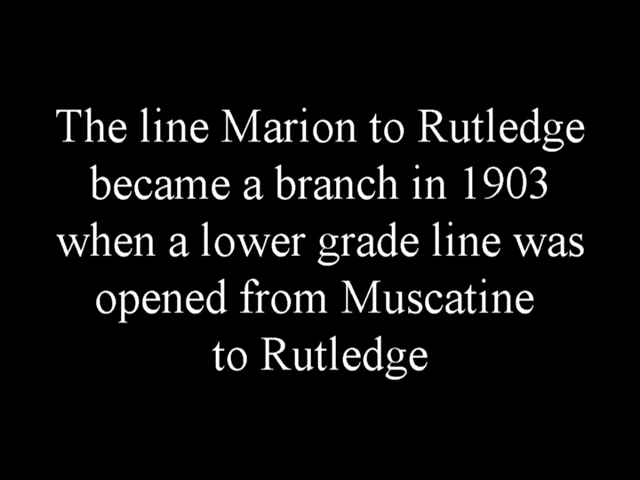 The line Marion to Rutledge
became a branch in 1903
when a lower grade line was
opened from Muscatine
to Rutledge